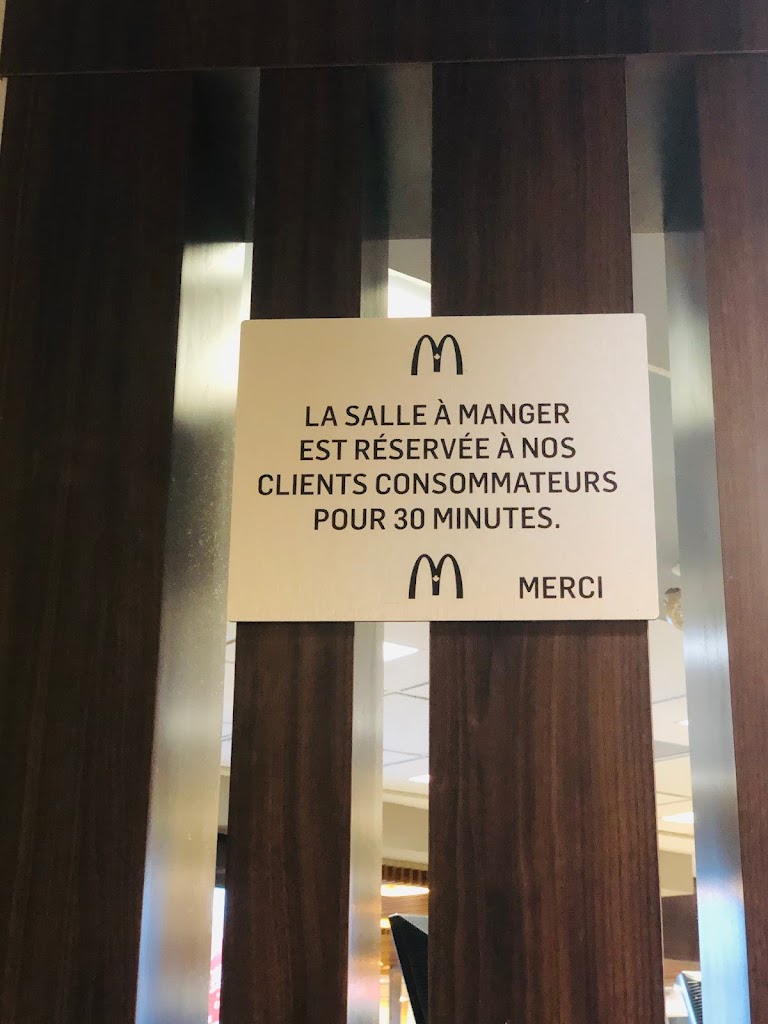 LA SALLE À MANGER
EST RÉSERVÉE À NOS
CLIENTS CONSOMMATEURS
POUR 30 MINUTES.
MERCI